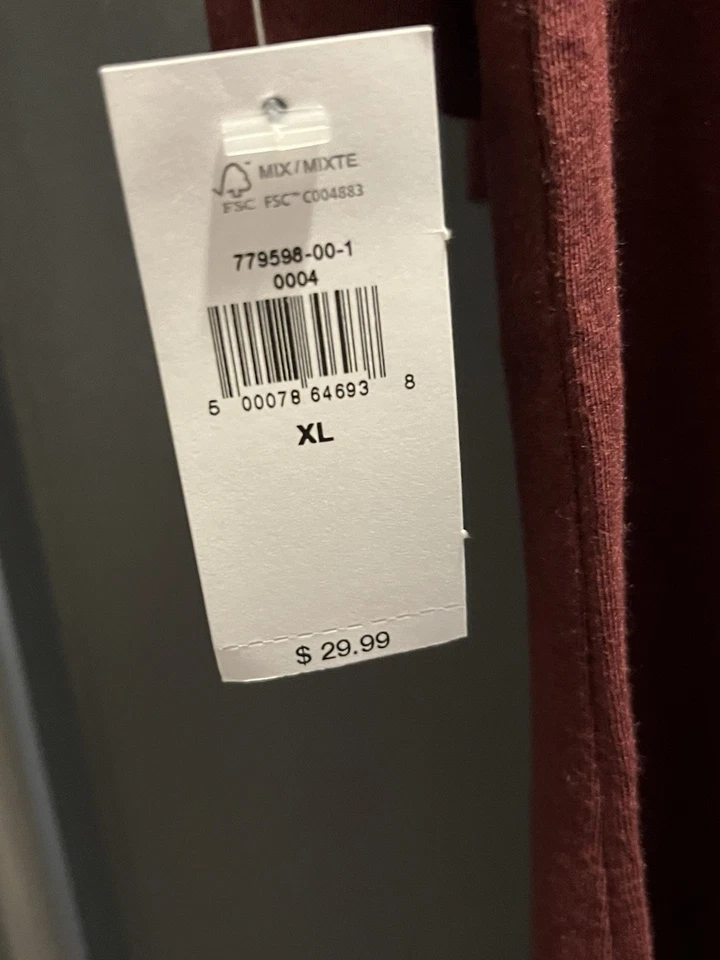 MIX/MIXTE
FSC FSC™ C004883
779598-00-1
0004
5 00078 64693 8
XL
$ 29.99